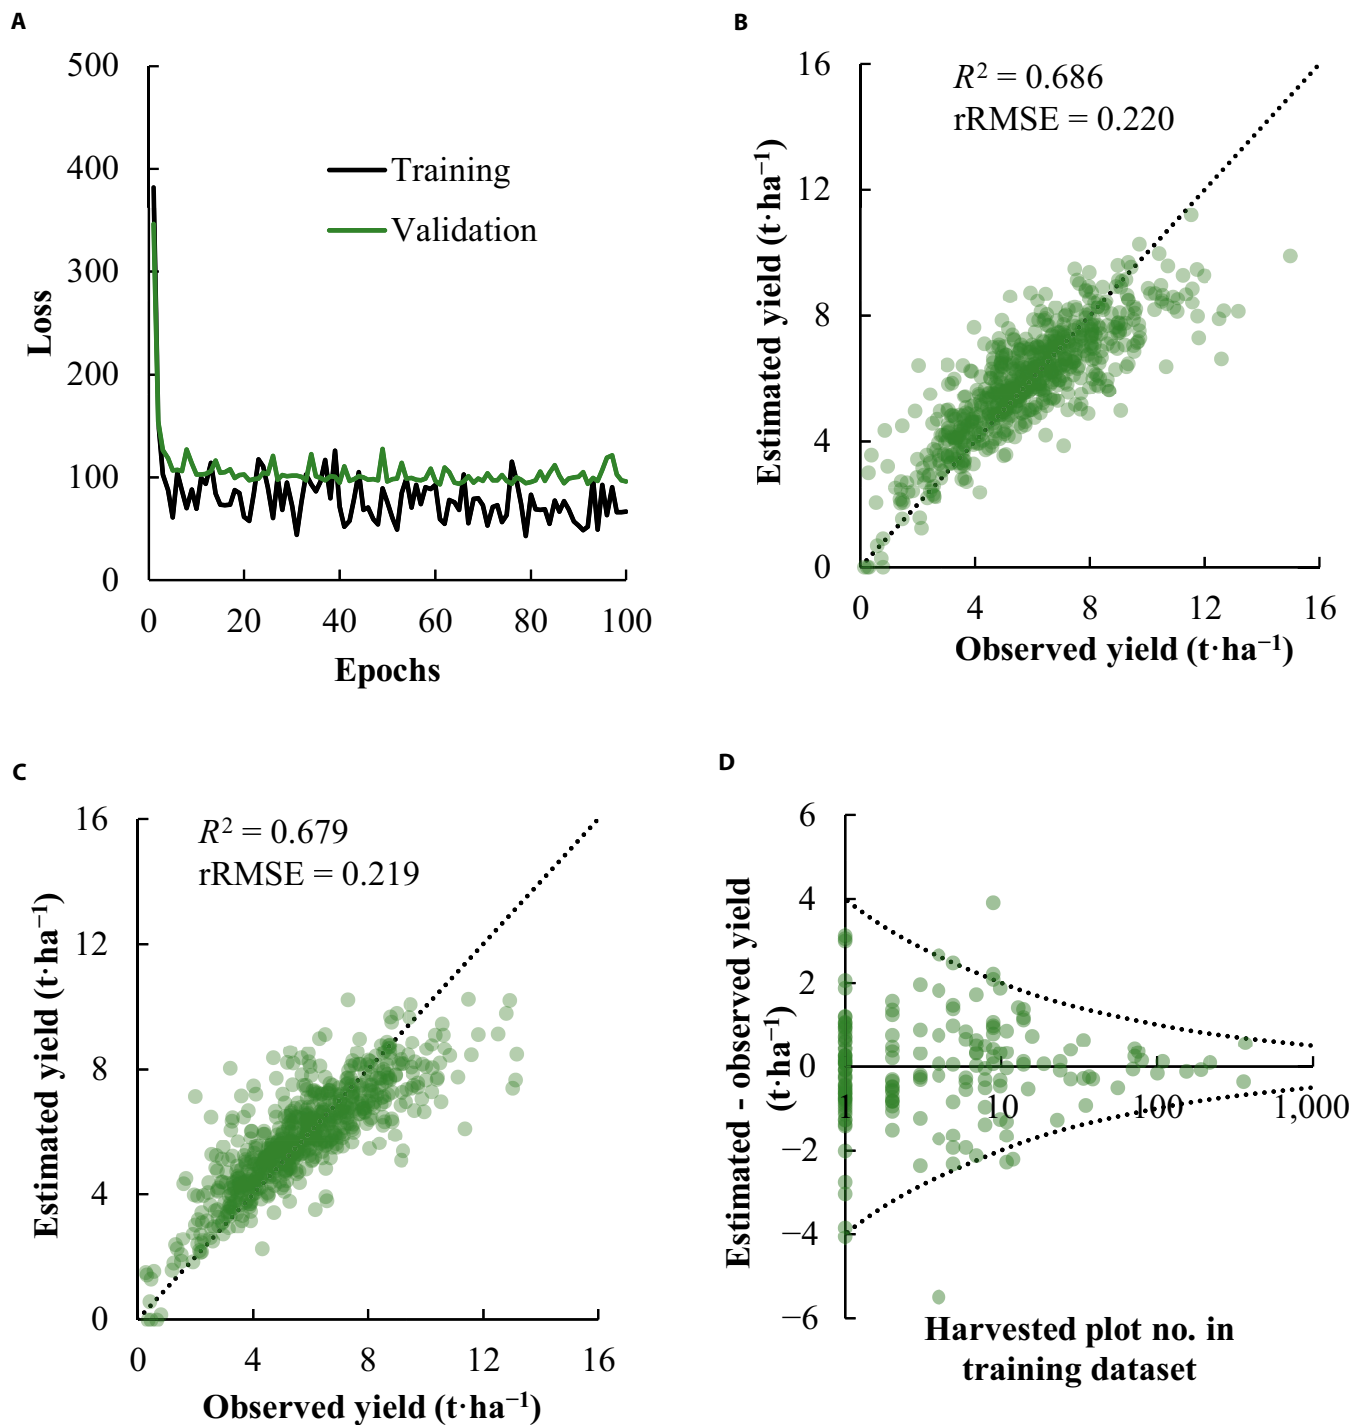 A
500
400
300
200
100
0
Loss
Training
Validation
0 20 40 60 80 100
Epochs
B
R² = 0.686
rRMSE = 0.220
16
12
8
4
0
Estimated yield (t·ha⁻¹)
0 4 8 12 16
Observed yield (t·ha⁻¹)
C
R² = 0.679
rRMSE = 0.219
16
12
8
4
0
Estimated yield (t·ha⁻¹)
0 4 8 12 16
Observed yield (t·ha⁻¹)
D
6
4
2
0
−2
−4
−6
Estimated - observed yield
(t·ha⁻¹)
1 10 100 1,000
Harvested plot no. in
training dataset